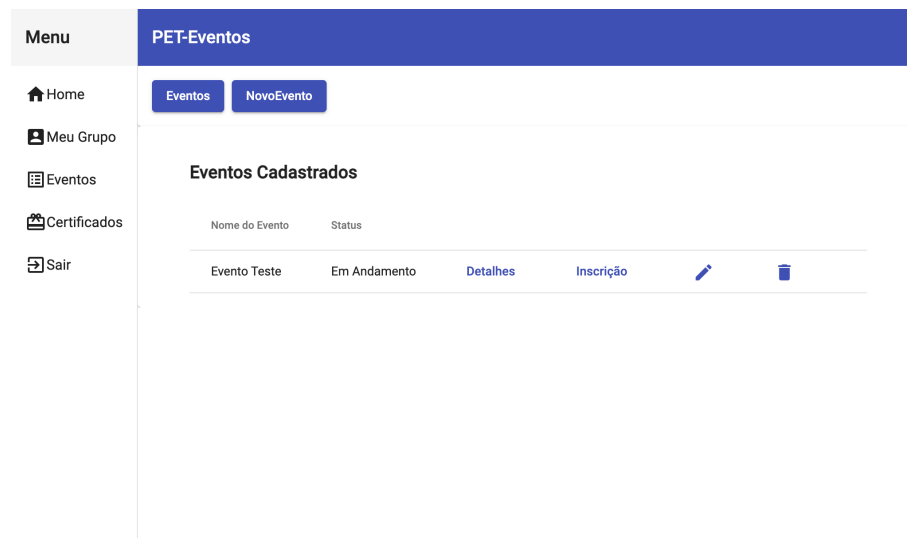 Menu
PET-Eventos
Home
Meu Grupo
Eventos
Certificados
Sair
Eventos NovoEvento
Eventos Cadastrados
Nome do Evento Status
Evento Teste Em Andamento Detalhes Inscrição